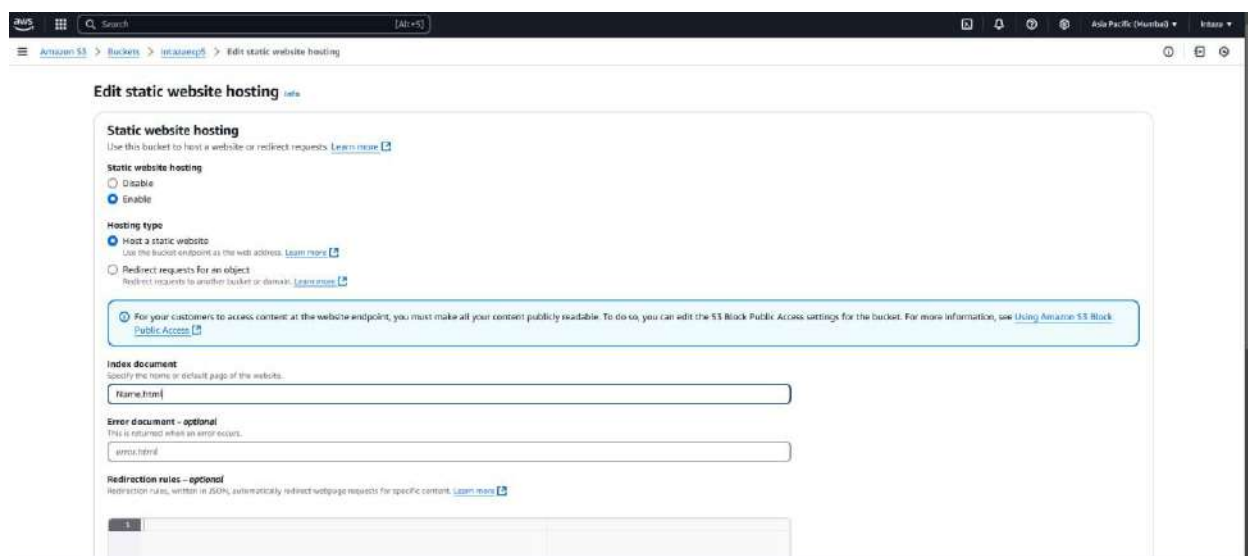 aws
Search
[Alt+S]
Asia Pacific (Mumbai)
Intaza
Amazon S3 > Buckets > intazaexp5 > Edit static website hosting
Edit static website hosting Info
Static website hosting
Use this bucket to host a website or redirect requests. Learn more
Static website hosting
Disable
Enable
Hosting type
Host a static website
Use the bucket endpoint as the web address. Learn more
Redirect requests for an object
Redirect requests to another bucket or domain. Learn more
For your customers to access content at the website endpoint, you must make all your content publicly readable. To do so, you can edit the S3 Block Public Access settings for the bucket. For more information, see Using Amazon S3 Block
Public Access
Index document
Specify the home or default page of the website.
Name.html
Error document - optional
This is returned when an error occurs.
error.html
Redirection rules - optional
Redirection rules, written in JSON, automatically redirect webpage requests for specific content. Learn more
1